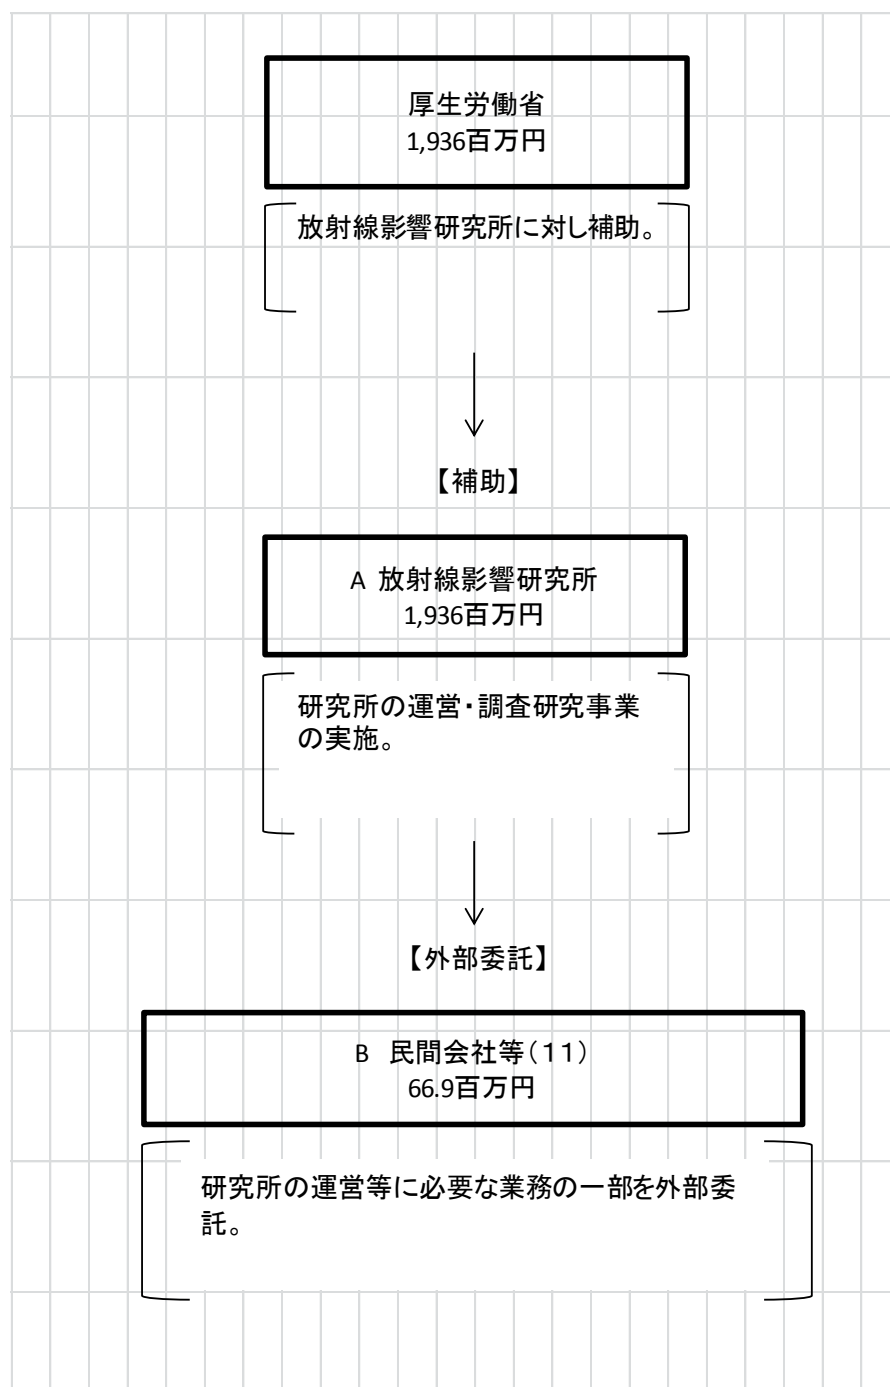 厚生労働省
1,936百万円
放射線影響研究所に対し補助。
【補助】
A 放射線影響研究所
1,936百万円
研究所の運営・調査研究事業
の実施。
【外部委託】
B　民間会社等（１１）
66.9百万円
研究所の運営等に必要な業務の一部を外部委
託。